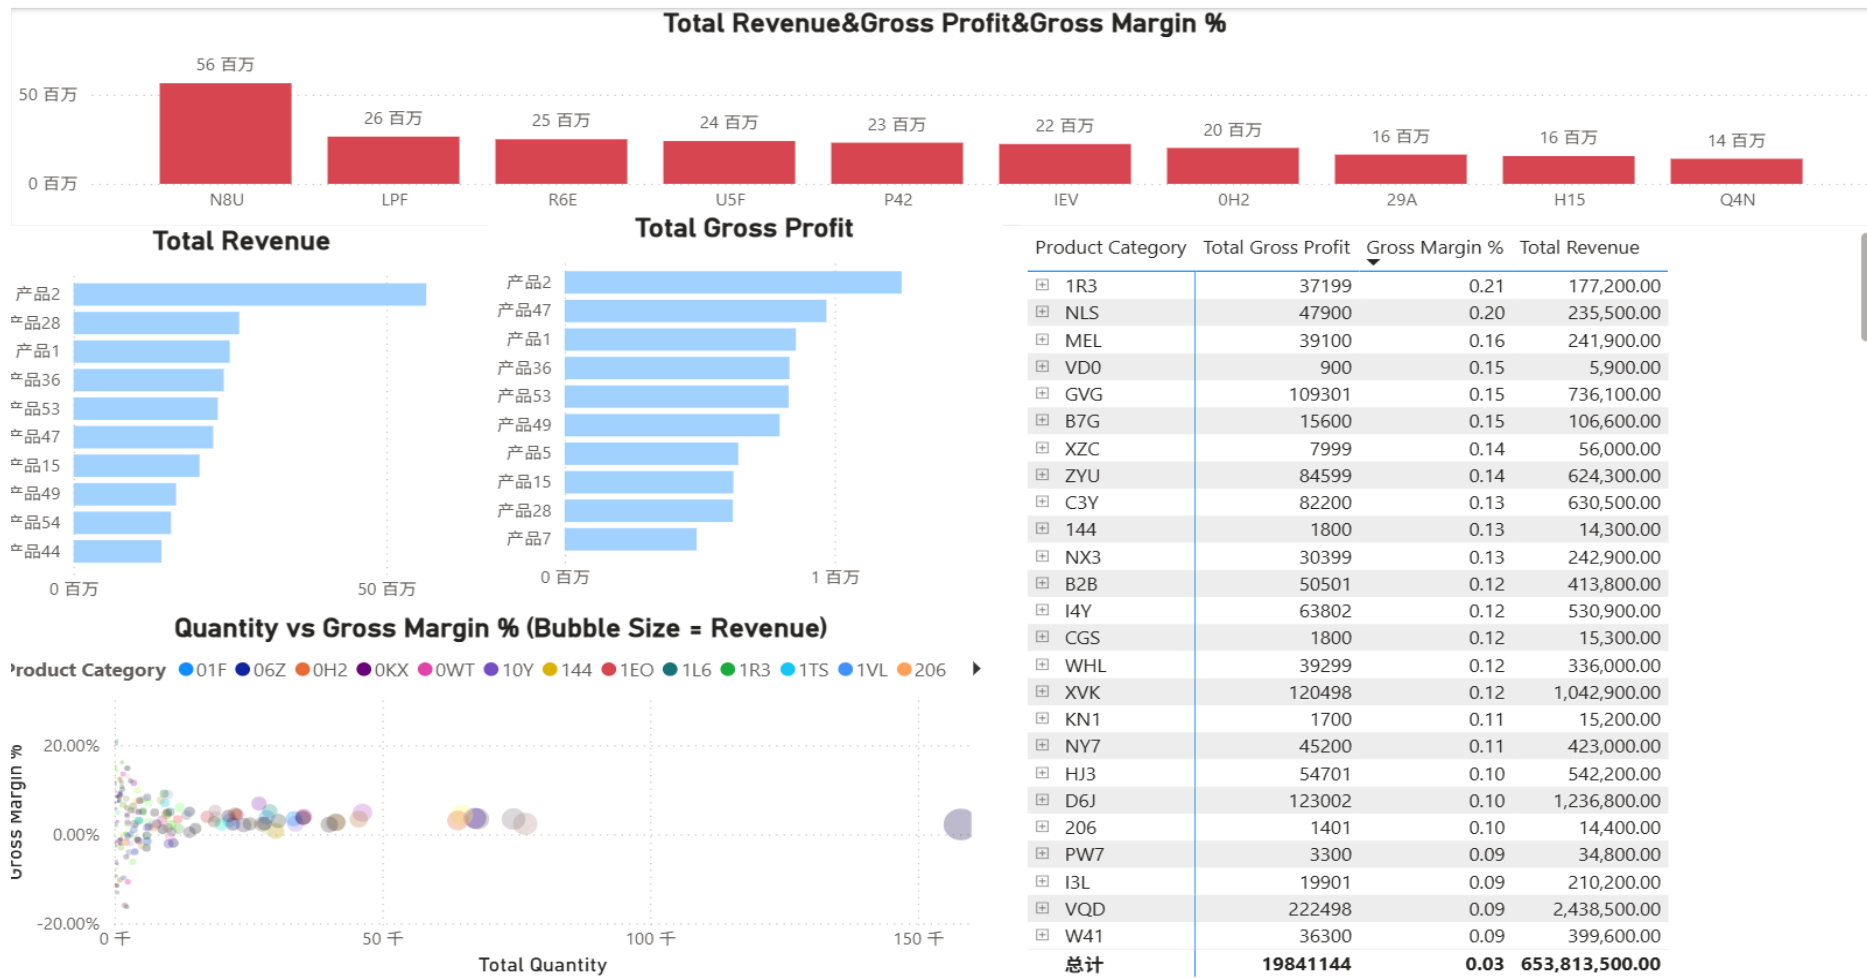 Total Revenue&Gross Profit&Gross Margin %
56 百万
50 百万
26 百万
25 百万
24 百万
23 百万
22 百万
20 百万
16 百万
16 百万
14 百万
0 百万
N8U
LPF
R6E
U5F
P42
IEV
0H2
29A
H15
Q4N
Total Revenue
产品2
产品28
产品1
产品36
产品53
产品47
产品15
产品49
产品54
产品44
0 百万
50 百万
Total Gross Profit
产品2
产品47
产品1
产品36
产品53
产品49
产品5
产品15
产品28
产品7
0 百万
1 百万
Quantity vs Gross Margin % (Bubble Size = Revenue)
Product Category 01F 06Z 0H2 0KX 0WT 10Y 144 1EO 1L6 1R3 1TS 1VL 206
Gross Margin %
20.00%
0.00%
-20.00%
0 千
50 千
100 千
150 千
Total Quantity
Product Category Total Gross Profit Gross Margin % Total Revenue
1R3 37199 0.21 177,200.00
NLS 47900 0.20 235,500.00
MEL 39100 0.16 241,900.00
VD0 900 0.15 5,900.00
GVG 109301 0.15 736,100.00
B7G 15600 0.15 106,600.00
XZC 7999 0.14 56,000.00
ZYU 84599 0.14 624,300.00
C3Y 82200 0.13 630,500.00
144 1800 0.13 14,300.00
NX3 30399 0.13 242,900.00
B2B 50501 0.12 413,800.00
I4Y 63802 0.12 530,900.00
CGS 1800 0.12 15,300.00
WHL 39299 0.12 336,000.00
XVK 120498 0.12 1,042,900.00
KN1 1700 0.11 15,200.00
NY7 45200 0.11 423,000.00
HJ3 54701 0.10 542,200.00
D6J 123002 0.10 1,236,800.00
206 1401 0.10 14,400.00
PW7 3300 0.09 34,800.00
I3L 19901 0.09 210,200.00
VQD 222498 0.09 2,438,500.00
W41 36300 0.09 399,600.00
总计 19841144 0.03 653,813,500.00